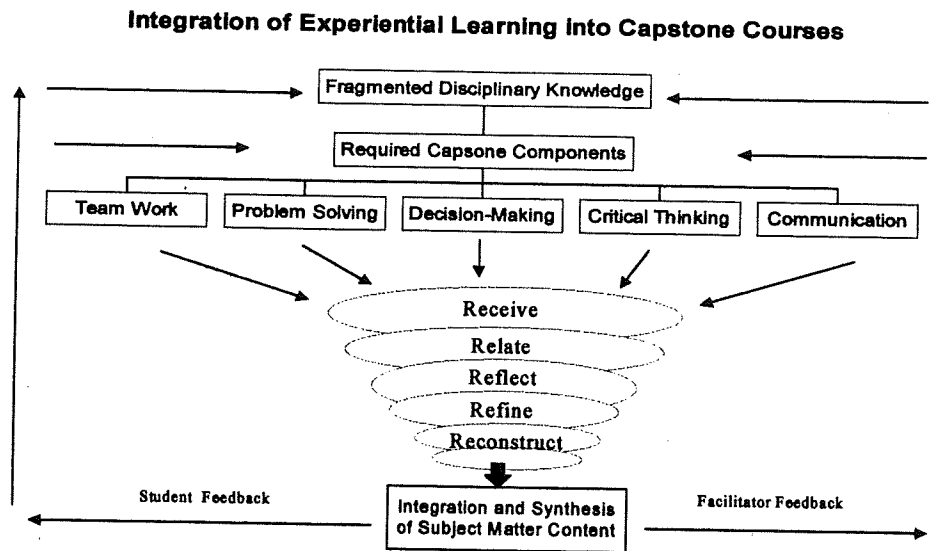 Integration of Experiential Learning into Capstone Courses
Fragmented Disciplinary Knowledge
Required Capsone Components
Team Work
Problem Solving
Decision-Making
Critical Thinking
Communication
Receive
Relate
Reflect
Refine
Reconstruct
Student Feedback
Integration and Synthesis
of Subject Matter Content
Facilitator Feedback